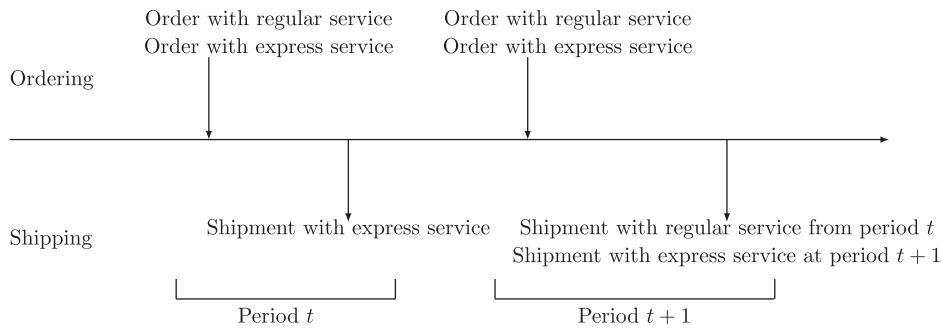 Order with regular service
Order with express service
Order with regular service
Order with express service
Ordering
Shipping
Shipment with express service
Shipment with regular service from period t
Shipment with express service at period t + 1
Period t
Period t + 1